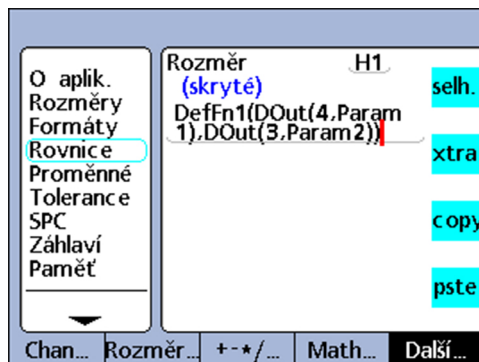 O aplik.
Rozměry
Formáty
Rovnice
Proměnné
Tolerance
SPC
Záhlaví
Paměť
Rozměr H1
(skryté)
DefFn1(DOut(4,Param
1),DOut(3,Param2))
selh.
xtra
copy
pste
Chan... Rozměr... +-*/... Math... Další...